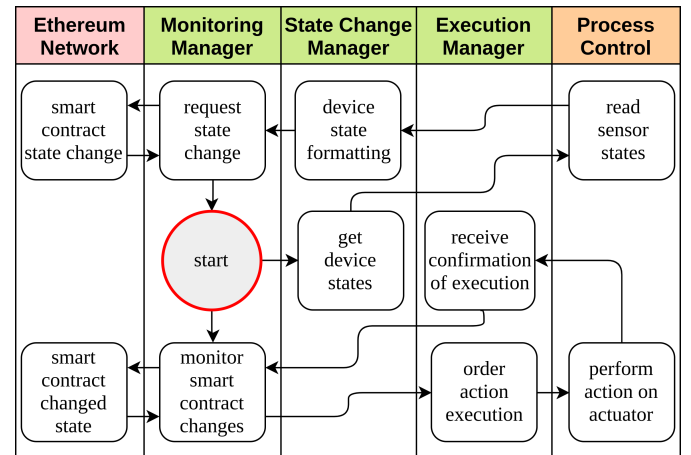 Ethereum
Network
Monitoring
Manager
State Change
Manager
Execution
Manager
Process
Control
smart
contract
state change
request
state
change
device
state
formatting
read
sensor
states
start
get
device
states
receive
confirmation
of execution
smart
contract
changed
state
monitor
smart
contract
changes
order
action
execution
perform
action on
actuator